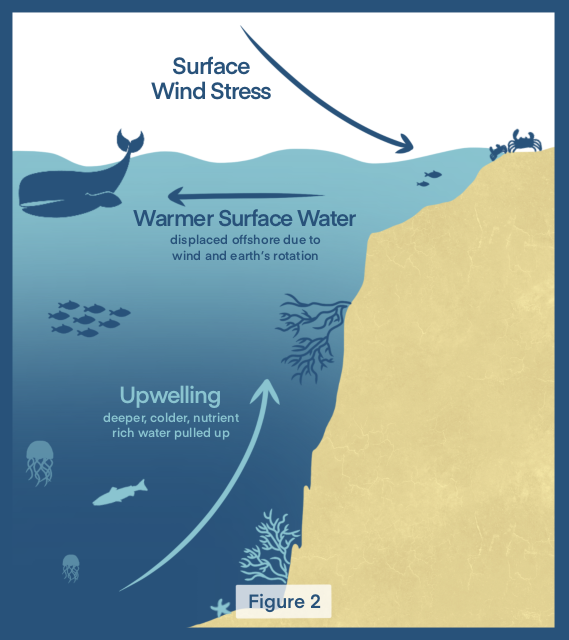 Surface
Wind Stress
Warmer Surface Water
displaced offshore due to
wind and earth's rotation
Upwelling
deeper, colder, nutrient
rich water pulled up
Figure 2